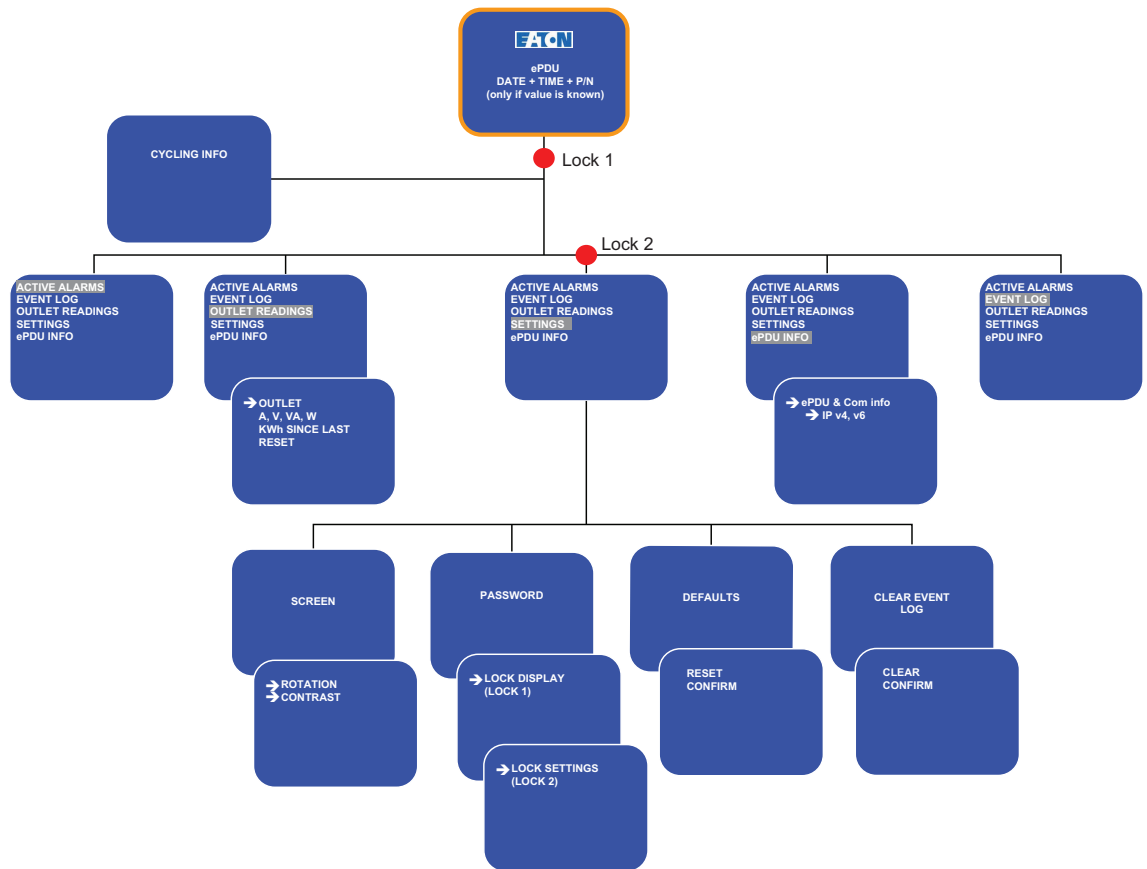 EATON
ePDU
DATE + TIME + P/N
(only if value is known)
CYCLING INFO
Lock 1
Lock 2
ACTIVE ALARMS
EVENT LOG
OUTLET READINGS
SETTINGS
ePDU INFO
ACTIVE ALARMS
EVENT LOG
OUTLET READINGS
SETTINGS
ePDU INFO
➔ OUTLET
A, V, VA, W
KWh SINCE LAST
RESET
ACTIVE ALARMS
EVENT LOG
OUTLET READINGS
SETTINGS
ePDU INFO
ACTIVE ALARMS
EVENT LOG
OUTLET READINGS
SETTINGS
ePDU INFO
➔ ePDU & Com info
➔ IP v4, v6
ACTIVE ALARMS
EVENT LOG
OUTLET READINGS
SETTINGS
ePDU INFO
SCREEN
➔ ROTATION
➔ CONTRAST
PASSWORD
➔ LOCK DISPLAY
(LOCK 1)
➔ LOCK SETTINGS
(LOCK 2)
DEFAULTS
RESET
CONFIRM
CLEAR EVENT
LOG
CLEAR
CONFIRM